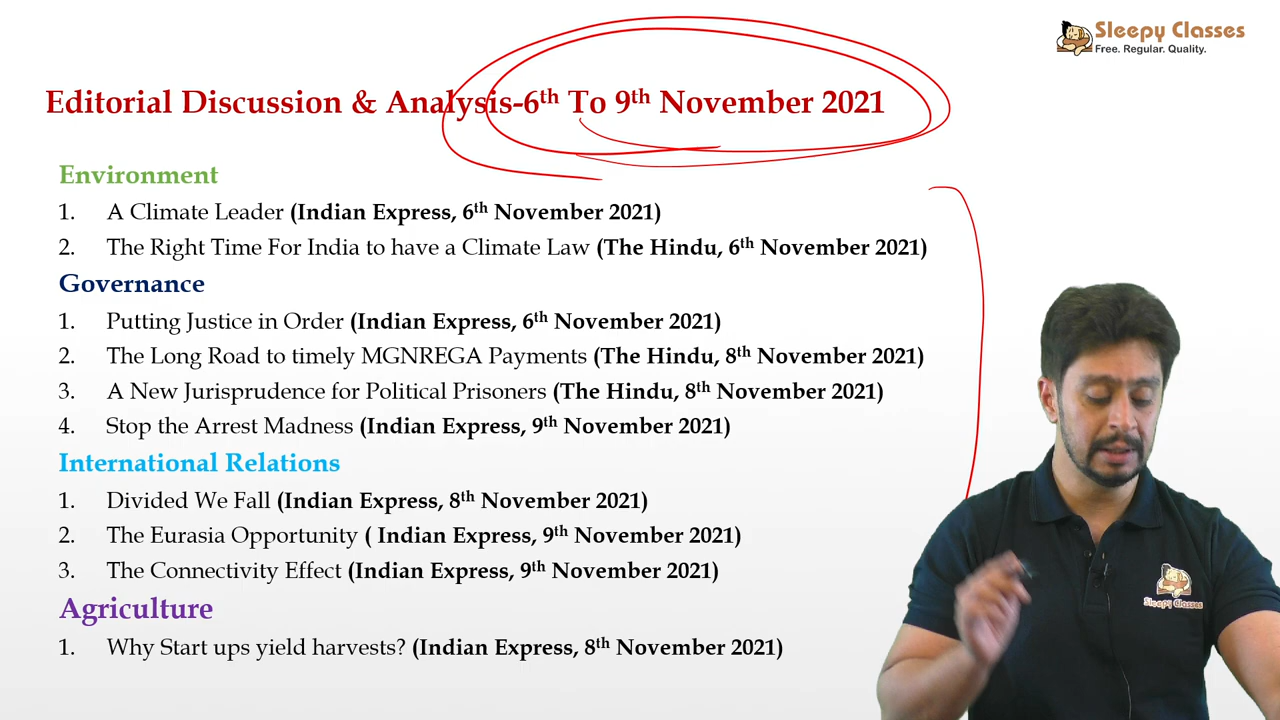 Sleepy Classes
Free. Regular. Quality.
Editorial Discussion & Analysis-6th To 9th November 2021
Environment
1. A Climate Leader (Indian Express, 6th November 2021)
2. The Right Time For India to have a Climate Law (The Hindu, 6th November 2021)
Governance
1. Putting Justice in Order (Indian Express, 6th November 2021)
2. The Long Road to timely MGNREGA Payments (The Hindu, 8th November 2021)
3. A New Jurisprudence for Political Prisoners (The Hindu, 8th November 2021)
4. Stop the Arrest Madness (Indian Express, 9th November 2021)
International Relations
1. Divided We Fall (Indian Express, 8th November 2021)
2. The Eurasia Opportunity ( Indian Express, 9th November 2021)
3. The Connectivity Effect (Indian Express, 9th November 2021)
Agriculture
1. Why Start ups yield harvests? (Indian Express, 8th November 2021)
Sleepy Classes